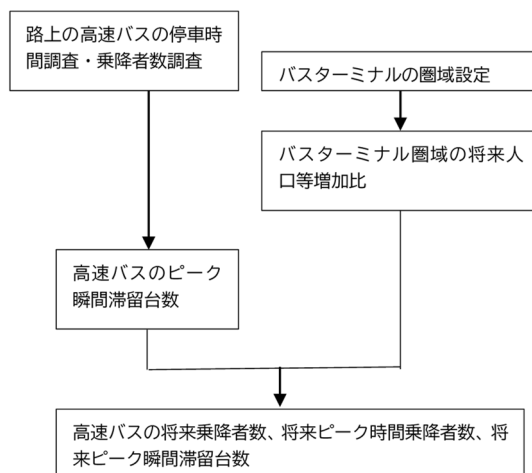 路上の高速バスの停車時
間調査・乗降者数調査
バスターミナルの圏域設定
バスターミナル圏域の将来人
口等増加比
高速バスのピーク
瞬間滞留台数
高速バスの将来乗降者数、将来ピーク時間乗降者数、将
来ピーク瞬間滞留台数